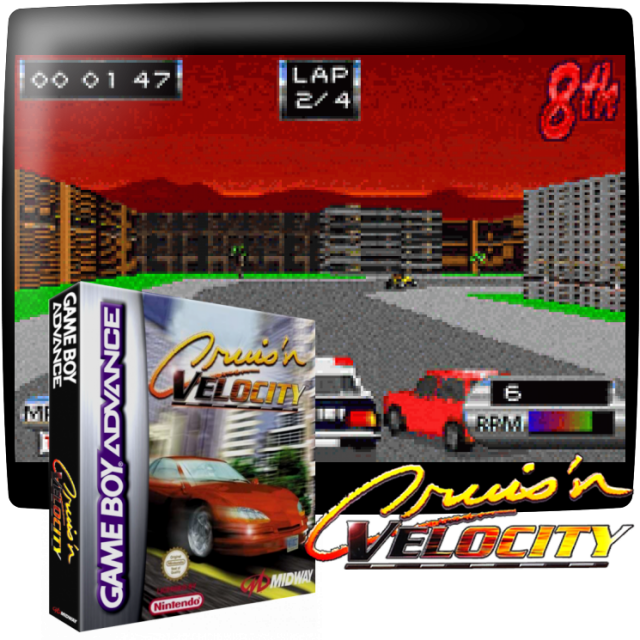 00 01 47
LAP
2/4
8th
GAME BOY
ADVANCE
GAME BOY ADVANCE
Cruis'n
VELOCITY
Cruis'n
VELOCITY
Nintendo
MIDWAY
MIDWAY
6
RPM
Cruis'n
VELOCITY